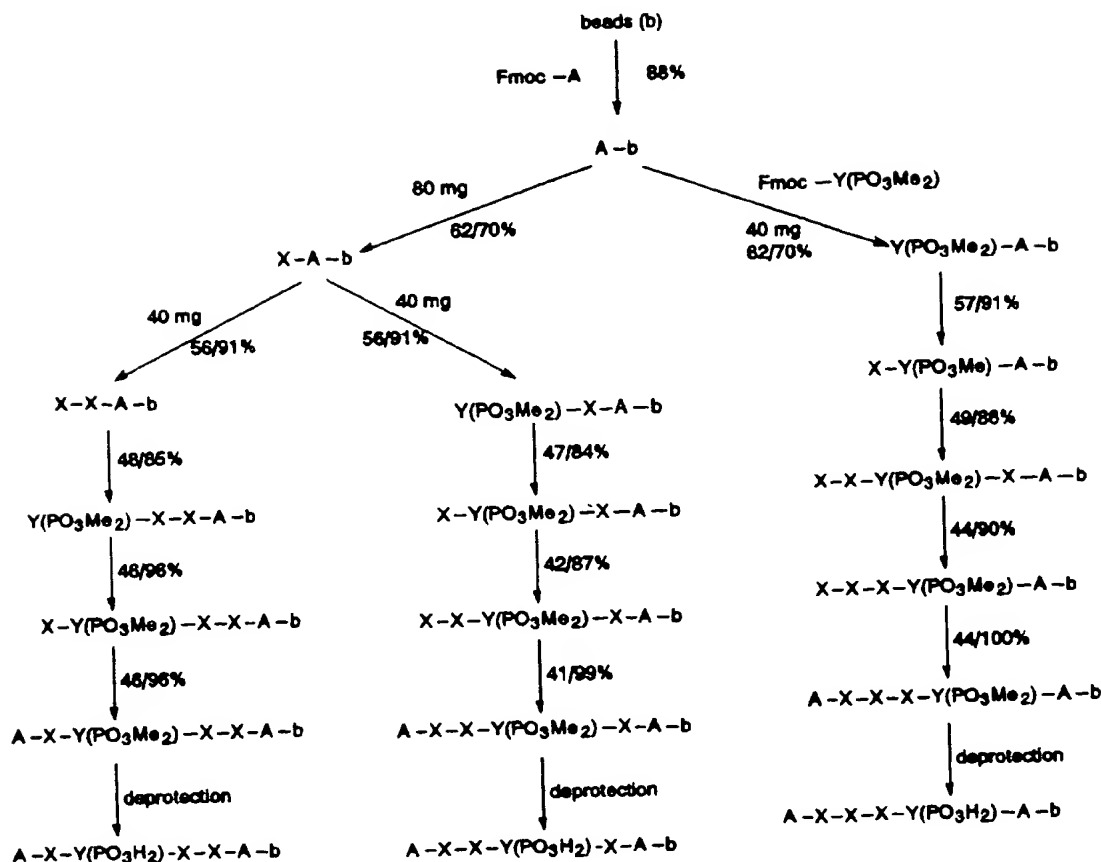 beads (b)
Fmoc –A 88%
A–b
80 mg Fmoc –Y(PO3Me2)
62/70% 40 mg
62/70%
X–A–b Y(PO3Me2)–A–b
40 mg 40 mg 57/91%
56/91% 56/91%
X–Y(PO3Me)–A–b
X–X–A–b Y(PO3Me2)–X–A–b 49/86%
48/85% 47/84% X–X–Y(PO3Me2)–X–A–b
Y(PO3Me2)–X–X–A–b X–Y(PO3Me2)–X–A–b 44/90%
46/96% 42/87% X–X–X–Y(PO3Me2)–A–b
X–Y(PO3Me2)–X–X–A–b X–X–Y(PO3Me2)–X–A–b 44/100%
46/96% 41/99% A–X–X–X–Y(PO3Me2)–A–b
A–X–Y(PO3Me2)–X–X–A–b A–X–X–Y(PO3Me2)–X–A–b
deprotection deprotection deprotection
A–X–X–X–Y(PO3H2)–A–b
A–X–Y(PO3H2)–X–X–A–b A–X–X–Y(PO3H2)–X–A–b